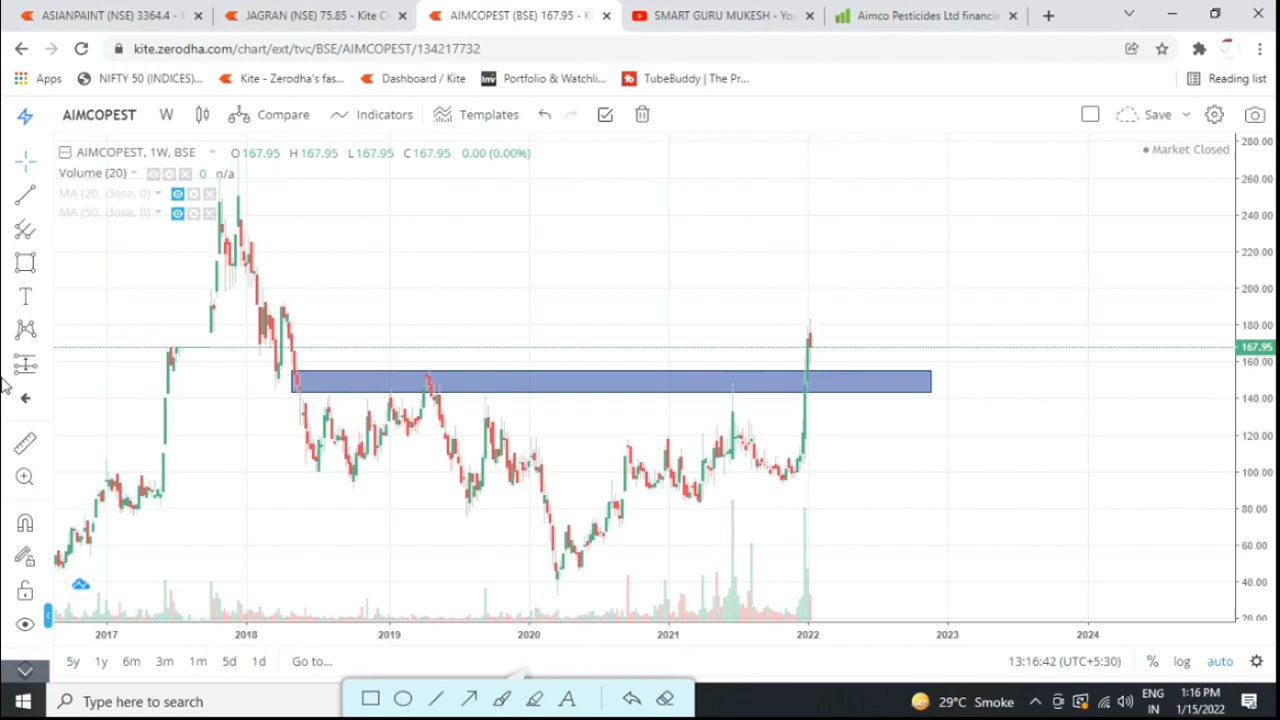 ASIANPAINT (NSE) 3364.4 -
JAGRAN (NSE) 75.85 - Kite C
AIMCOPEST (BSE) 167.95 - K
SMART GURU MUKESH - You
Aimco Pesticides Ltd financi
kite.zerodha.com/chart/ext/tvc/BSE/AIMCOPEST/134217732
Apps
NIFTY 50 (INDICES)...
Kite - Zerodha's fas...
Dashboard / Kite
Inv
Portfolio & Watchli...
TubeBuddy | The Pr...
Reading list
AIMCOPEST
W
Compare
Indicators
Templates
Save
AIMCOPEST, 1W, BSE
O167.95 H167.95 L167.95 C167.95 0.00 (0.00%)
Market Closed
Volume (20) 0 n/a
MA (20, close, 0)
MA (50, close, 0)
280.00
260.00
240.00
220.00
200.00
180.00
167.95
160.00
140.00
120.00
100.00
80.00
60.00
40.00
20.00
2017 2018 2019 2020 2021 2022 2023 2024
5y 1y 6m 3m 1m 5d 1d Go to...
13:16:42 (UTC+5:30) % log auto
Type here to search
A
29°C Smoke
ENG
IN
1:16 PM
1/15/2022